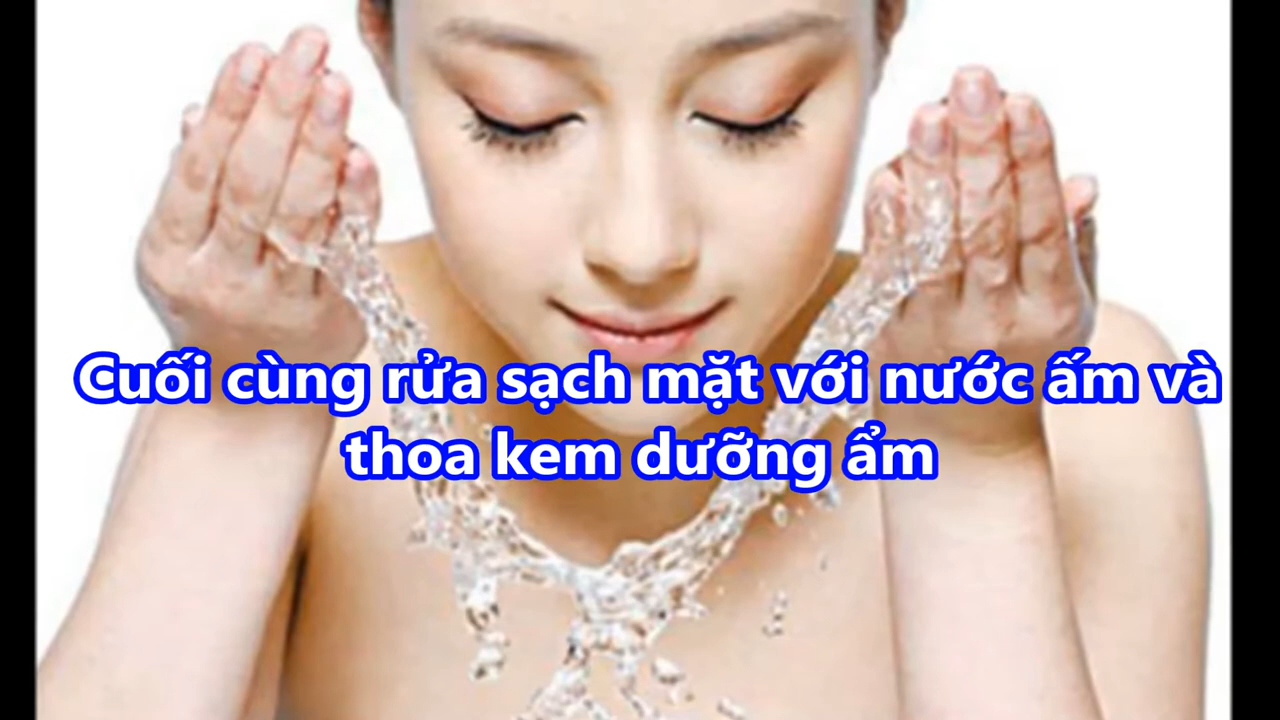 Cuối cùng rửa sạch mặt với nước ấm và
thoa kem dưỡng ẩm